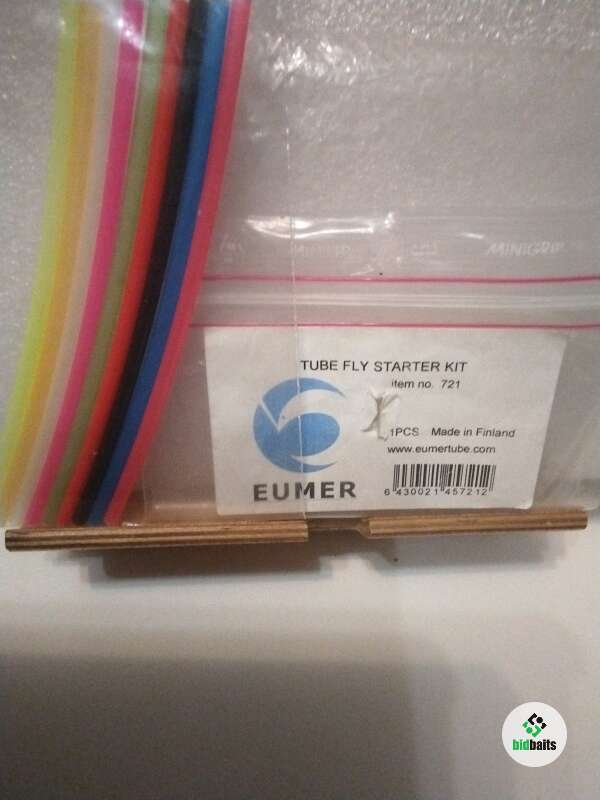 MINIGRIP
TUBE FLY STARTER KIT
item no. 721
1PCS Made in Finland
www.eumertube.com
EUMER
6 430021 457212
bidbaits